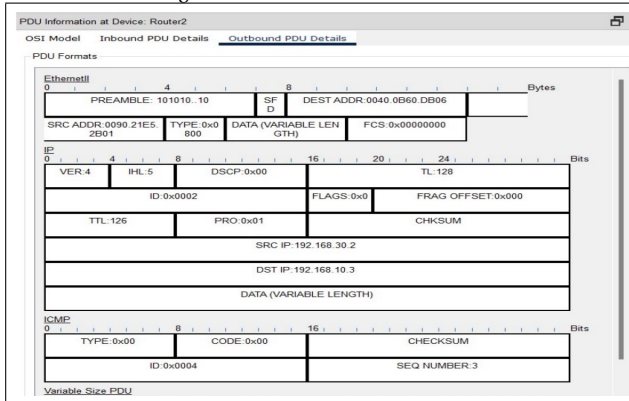 PDU Information at Device: Router2
OSI Model Inbound PDU Details Outbound PDU Details
PDU Formats
EthernetII
0 4 8 Bytes
PREAMBLE: 101010..10 SF D DEST ADDR:0040.0B60.DB06
SRC ADDR:0090.21E5. 2B01 TYPE:0x0 800 DATA (VARIABLE LEN GTH) FCS:0x00000000
IP
0 4 8 16 20 24 Bits
VER:4 IHL:5 DSCP:0x00 TL:128
ID:0x0002 FLAGS:0x0 FRAG OFFSET:0x000
TTL:126 PRO:0x01 CHKSUM
SRC IP:192.168.30.2
DST IP:192.168.10.3
DATA (VARIABLE LENGTH)
ICMP
0 8 16 Bits
TYPE:0x00 CODE:0x00 CHECKSUM
ID:0x0004 SEQ NUMBER:3
Variable Size PDU